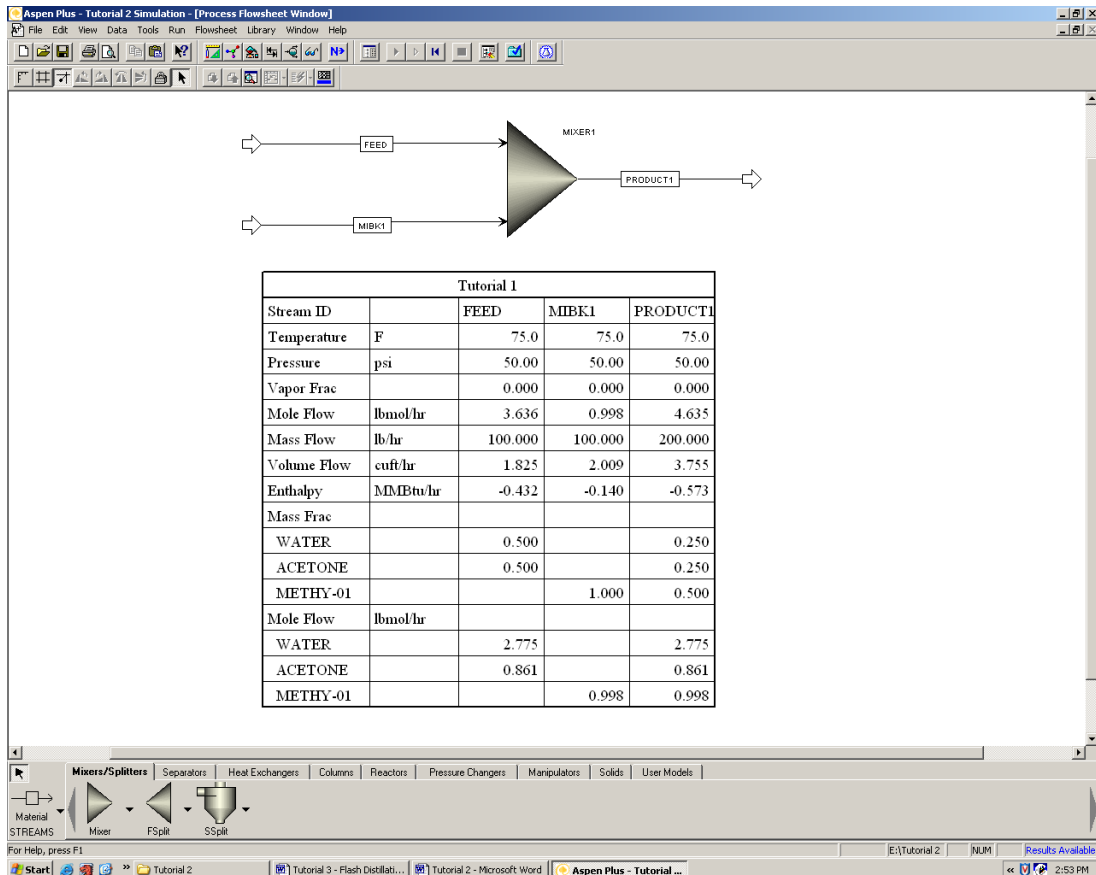 Aspen Plus - Tutorial 2 Simulation - [Process Flowsheet Window]
File Edit View Data Tools Run Flowsheet Library Window Help
N>
MIXER1
FEED
PRODUCT1
MIBK1
Tutorial 1
Stream ID FEED MIBK1 PRODUCT1
Temperature F 75.0 75.0 75.0
Pressure psi 50.00 50.00 50.00
Vapor Frac 0.000 0.000 0.000
Mole Flow lbmol/hr 3.636 0.998 4.635
Mass Flow lb/hr 100.000 100.000 200.000
Volume Flow cuft/hr 1.825 2.009 3.755
Enthalpy MMBtu/hr -0.432 -0.140 -0.573
Mass Frac
WATER 0.500 0.250
ACETONE 0.500 0.250
METHY-01 1.000 0.500
Mole Flow lbmol/hr
WATER 2.775 2.775
ACETONE 0.861 0.861
METHY-01 0.998 0.998
Mixers/Splitters Separators Heat Exchangers Columns Reactors Pressure Changers Manipulators Solids User Models
Material
STREAMS Mixer FSplit SSplit
For Help, press F1 E:\Tutorial 2 NUM Results Available
Start Tutorial 2 Tutorial 3 - Flash Distillati... Tutorial 2 - Microsoft Word Aspen Plus - Tutorial ... 2:53 PM